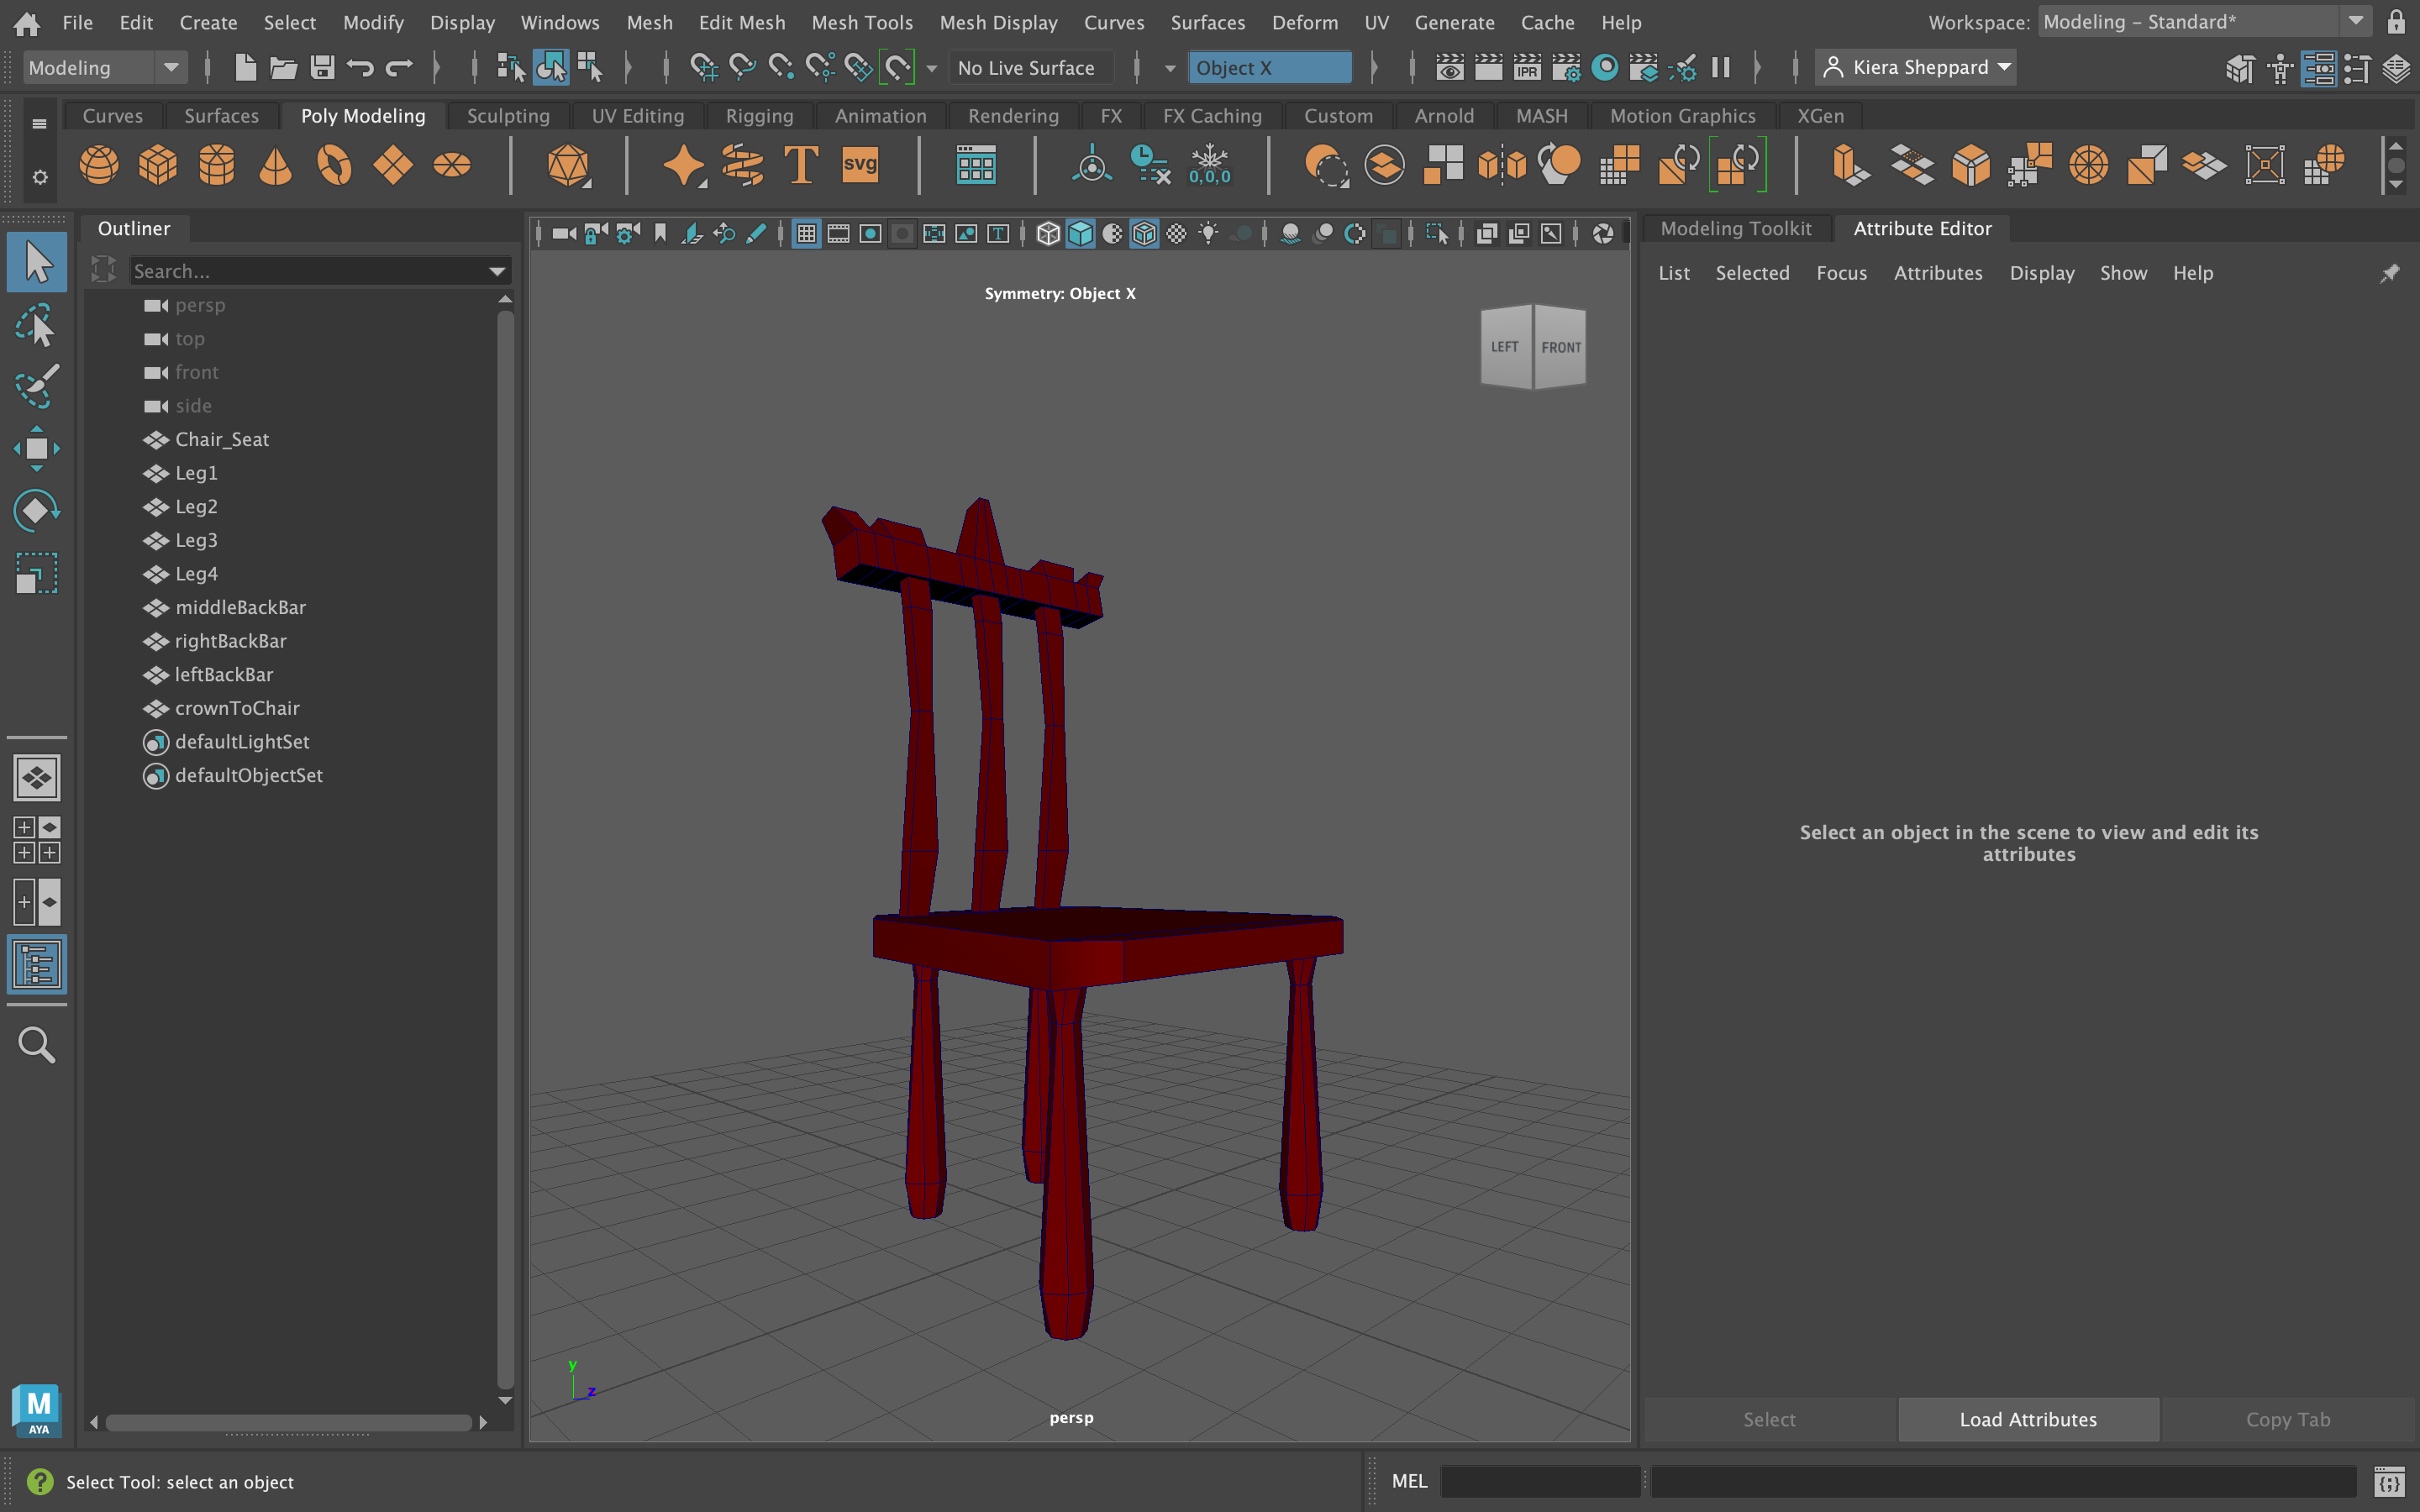 File Edit Create Select Modify Display Windows Mesh Edit Mesh Mesh Tools Mesh Display Curves Surfaces Deform UV Generate Cache Help Workspace: Modeling - Standard*
Modeling No Live Surface Object X IPR Kiera Sheppard
Curves Surfaces Poly Modeling Sculpting UV Editing Rigging Animation Rendering FX FX Caching Custom Arnold MASH Motion Graphics XGen
T svg 0,0,0
Outliner
Search...
persp
top
front
side
Chair_Seat
Leg1
Leg2
Leg3
Leg4
middleBackBar
rightBackBar
leftBackBar
crownToChair
defaultLightSet
defaultObjectSet
Symmetry: Object X
LEFT FRONT
y
z
persp
Modeling Toolkit Attribute Editor
List Selected Focus Attributes Display Show Help
Select an object in the scene to view and edit its
attributes
Select Load Attributes Copy Tab
M
AYA
Select Tool: select an object
MEL